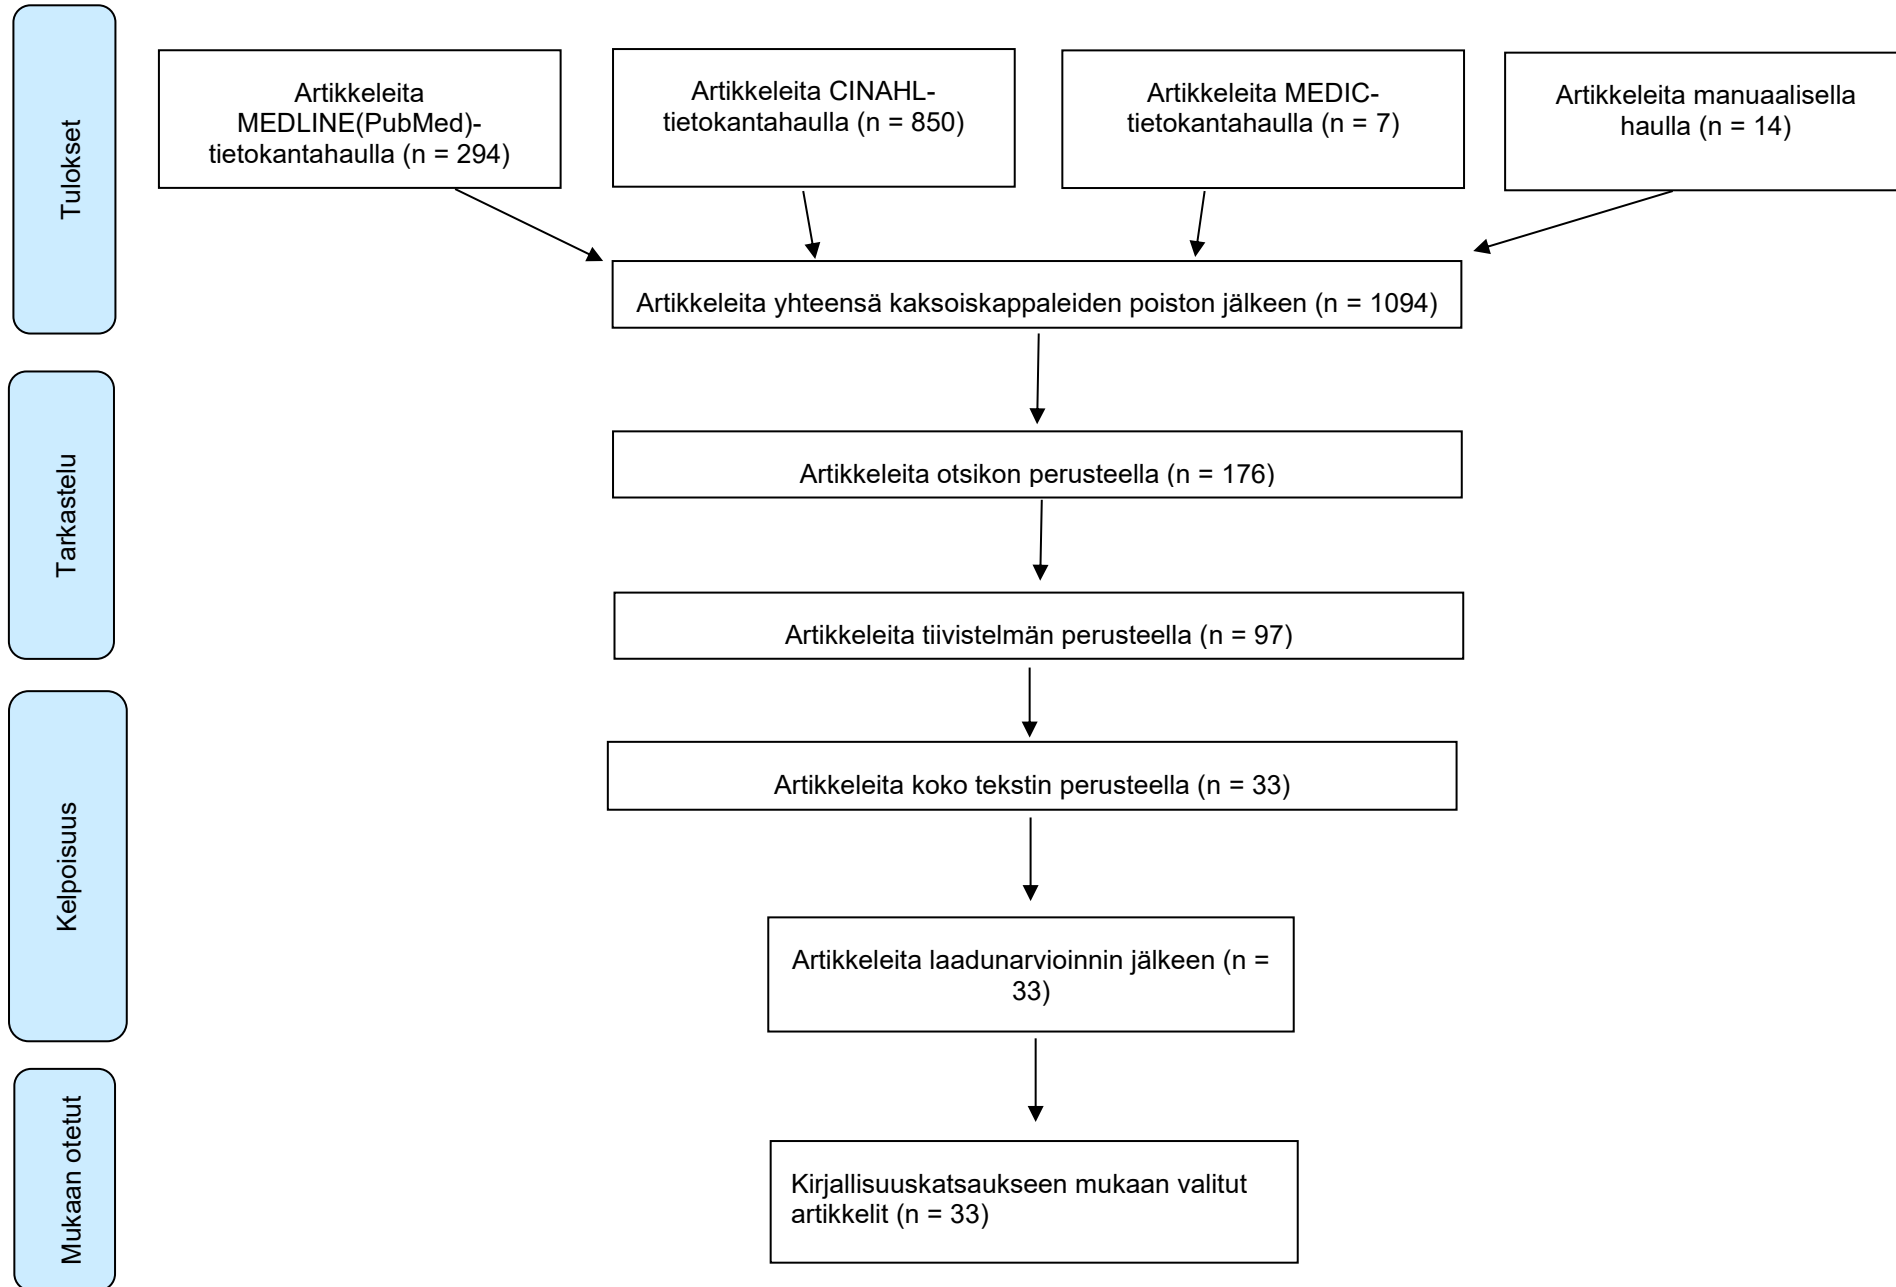 Tulokset
Artikkeleita
MEDLINE(PubMed)-
tietokantahaulla (n = 294)
Artikkeleita CINAHL-
tietokantahaulla (n = 850)
Artikkeleita MEDIC-
tietokantahaulla (n = 7)
Artikkeleita manuaalisella
haulla (n = 14)
Artikkeleita yhteensä kaksoiskappaleiden poiston jälkeen (n = 1094)
Tarkastelu
Artikkeleita otsikon perusteella (n = 176)
Artikkeleita tiivistelmän perusteella (n = 97)
Kelpoisuus
Artikkeleita koko tekstin perusteella (n = 33)
Artikkeleita laadunarvioinnin jälkeen (n =
33)
Mukaan otetut
Kirjallisuuskatsaukseen mukaan valitut
artikkelit (n = 33)